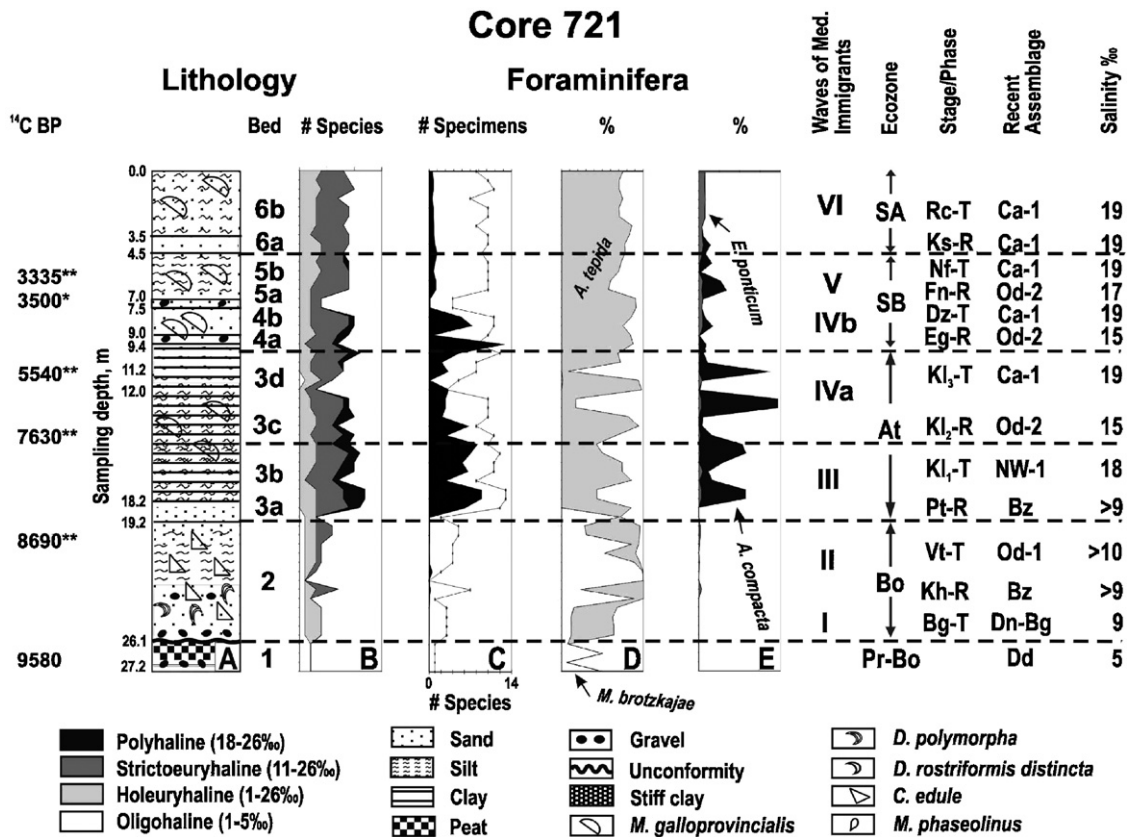 Core 721
Lithology
Foraminifera
¹⁴C BP
Bed
# Species
# Specimens
%
%
Waves of Med. Immigrants
Ecozone
Stage/Phase
Recent Assemblage
Salinity ‰
Sampling depth, m
0.0
3.5
4.5
7.0
7.5
9.0
9.4
11.2
12.0
18.2
19.2
26.1
27.2
3335**
3500*
5540**
7630**
8690**
9580
6b
6a
5b
5a
4b
4a
3d
3c
3b
3a
2
1
A
B
C
D
E
0 14
# Species
A. tepida
E. ponticum
A. compacta
M. brotzkajae
VI
V
IVb
IVa
III
II
I
SA
SB
At
Bo
Pr-Bo
Rc-T Ca-1 19
Ks-R Ca-1 19
Nf-T Ca-1 19
Fn-R Od-2 17
Dz-T Ca-1 19
Eg-R Od-2 15
Kl₃-T Ca-1 19
Kl₂-R Od-2 15
Kl₁-T NW-1 18
Pt-R Bz >9
Vt-T Od-1 >10
Kh-R Bz >9
Bg-T Dn-Bg 9
Dd 5
Polyhaline (18-26‰)
Strictoeuryhaline (11-26‰)
Holeuryhaline (1-26‰)
Oligohaline (1-5‰)
Sand
Silt
Clay
Peat
Gravel
Unconformity
Stiff clay
M. galloprovincialis
D. polymorpha
D. rostriformis distincta
C. edule
M. phaseolinus